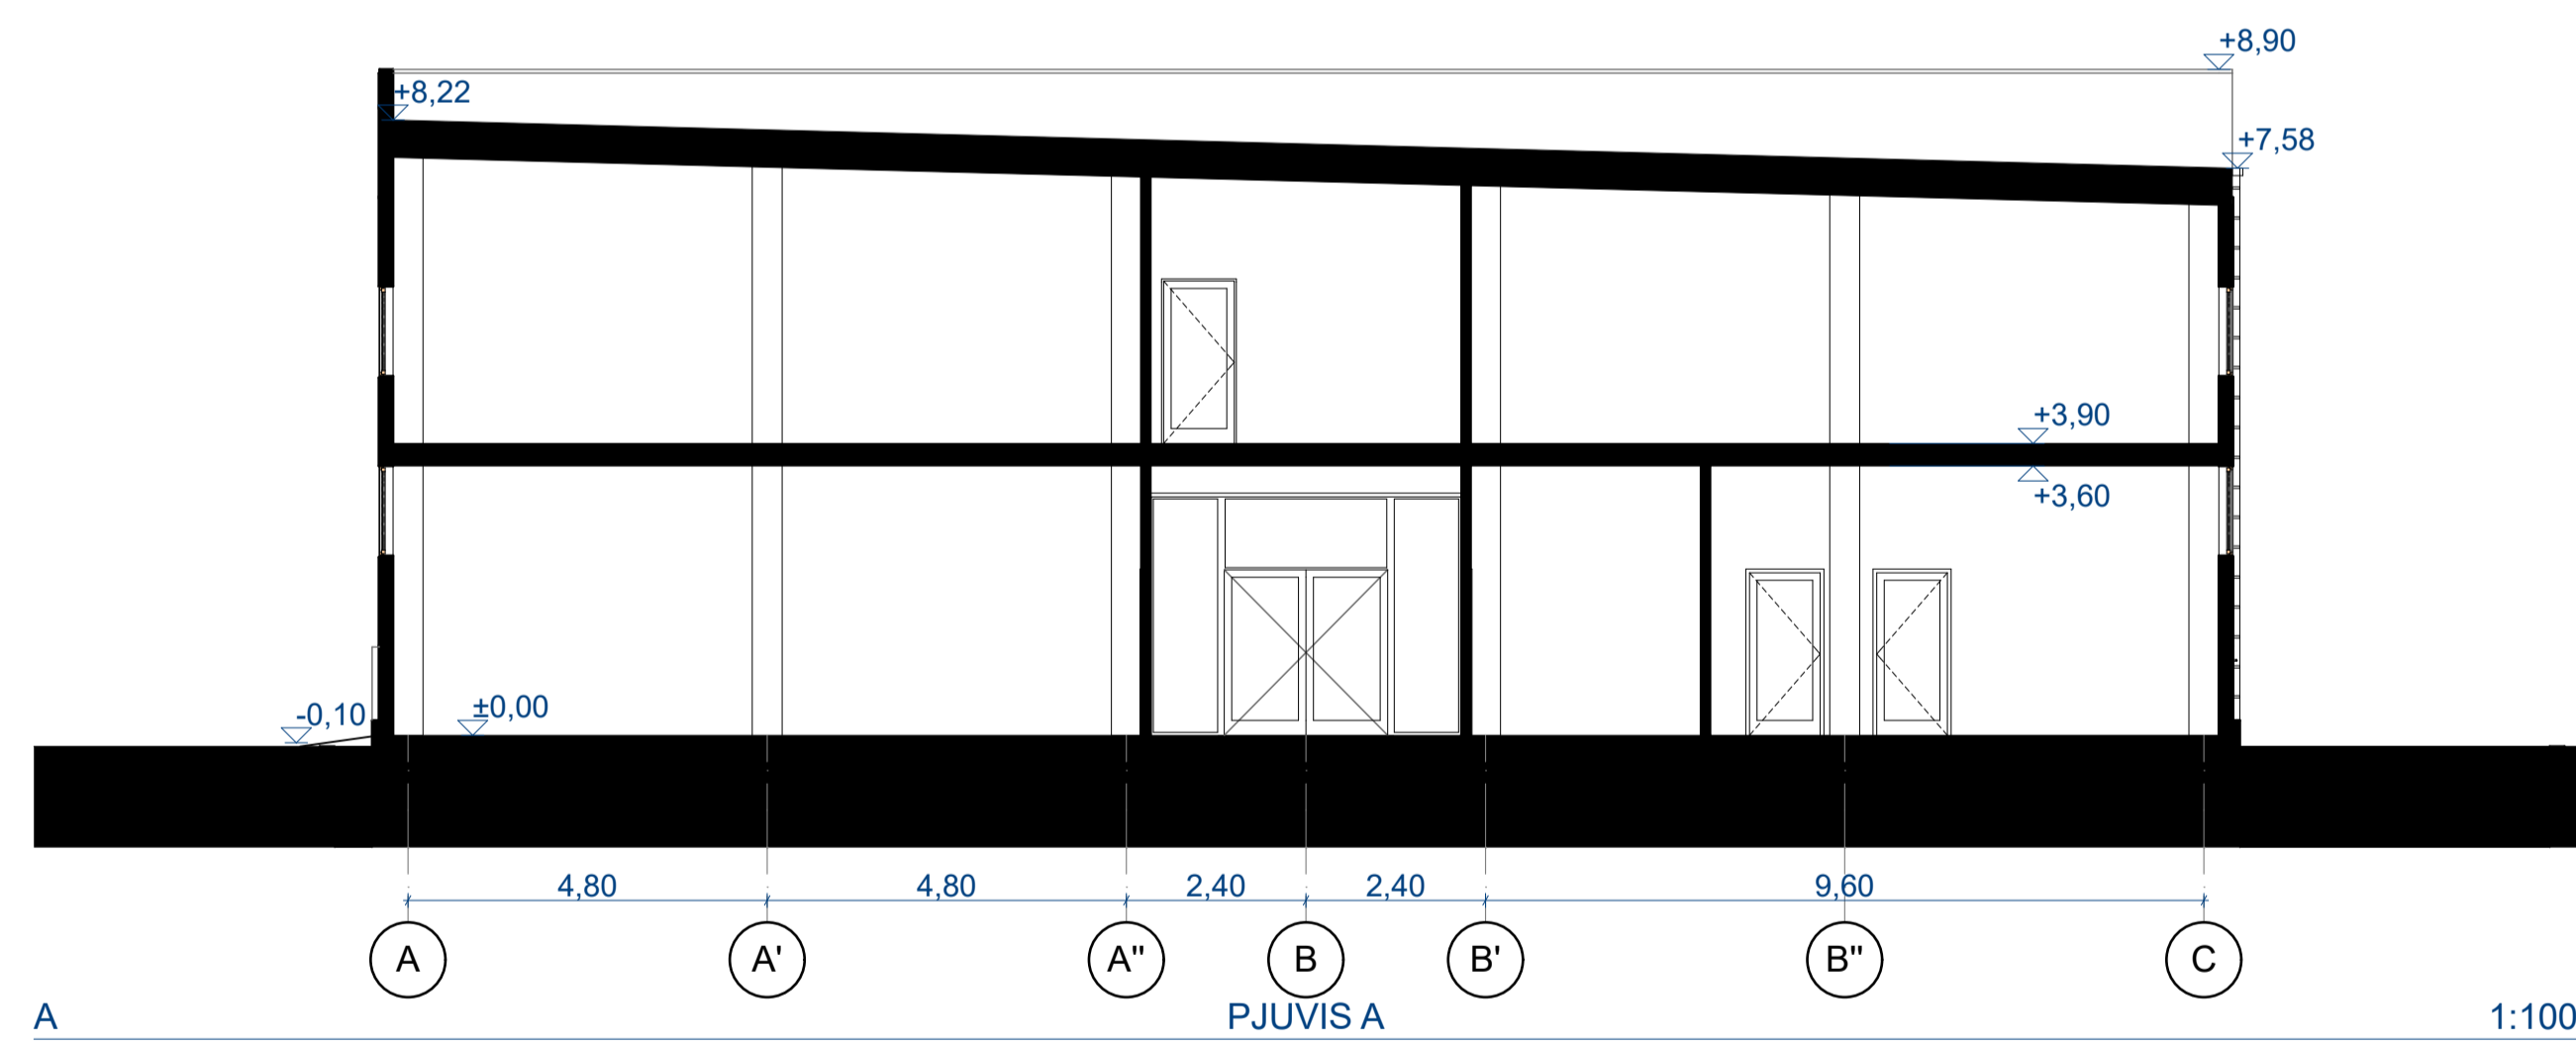 +8,90
+8,22
+7,58
+3,90
+3,60
-0,10
±0,00
4,80 4,80 2,40 2,40 9,60
A A' A" B B' B" C
A PJUVIS A 1:100